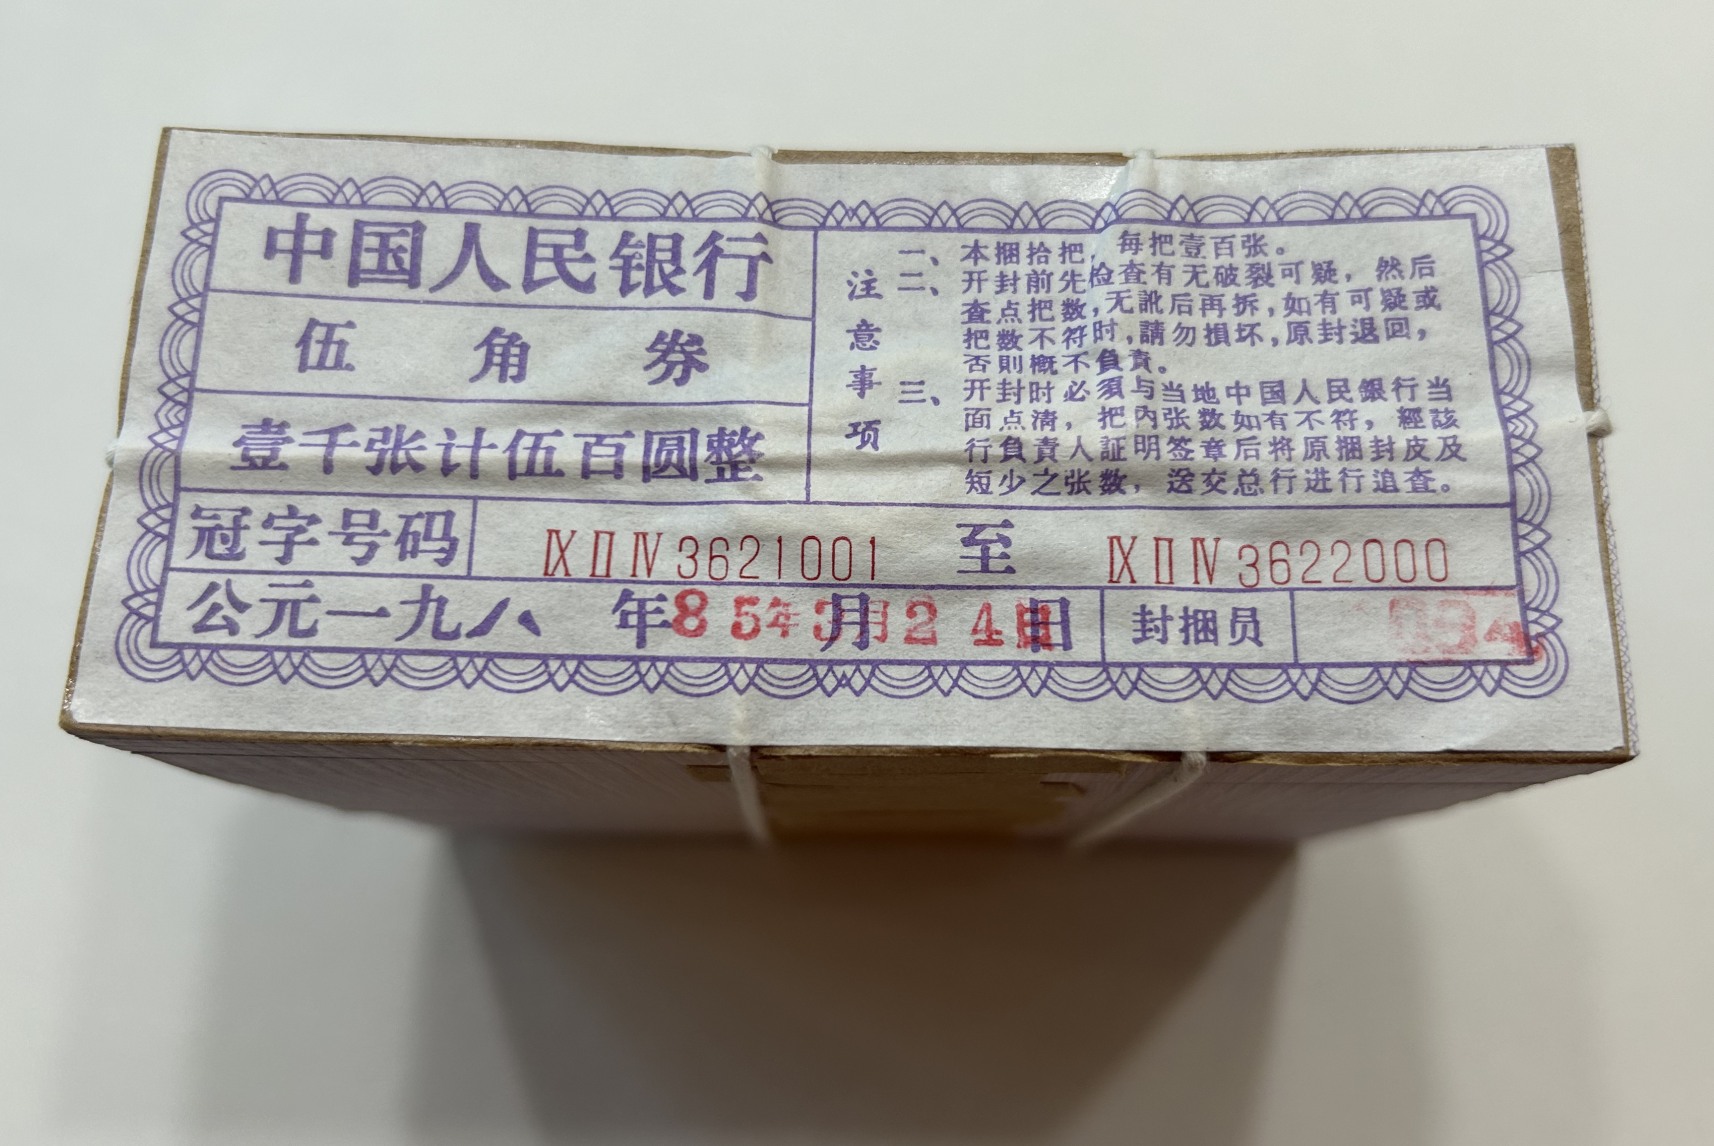 中国人民银行
伍角券
壹千张计伍百圆整
注意事项
一、本捆拾把，每把壹百张。
二、开封前先检查有无破裂可疑，然后
查点把数，无訛后再拆，如有可疑或
把数不符时，請勿損坏，原封退回，
否則概不負責。
三、开封时必須与当地中国人民銀行当
面点清，把内张数如有不符，經該
行負責人証明签章后将原捆封皮及
短少之张数，送交总行进行追查。
冠字号码 ⅨⅡⅣ3621001 至 ⅨⅡⅣ3622000
公元一九八 年 月 日 封捆员
85年 月24日